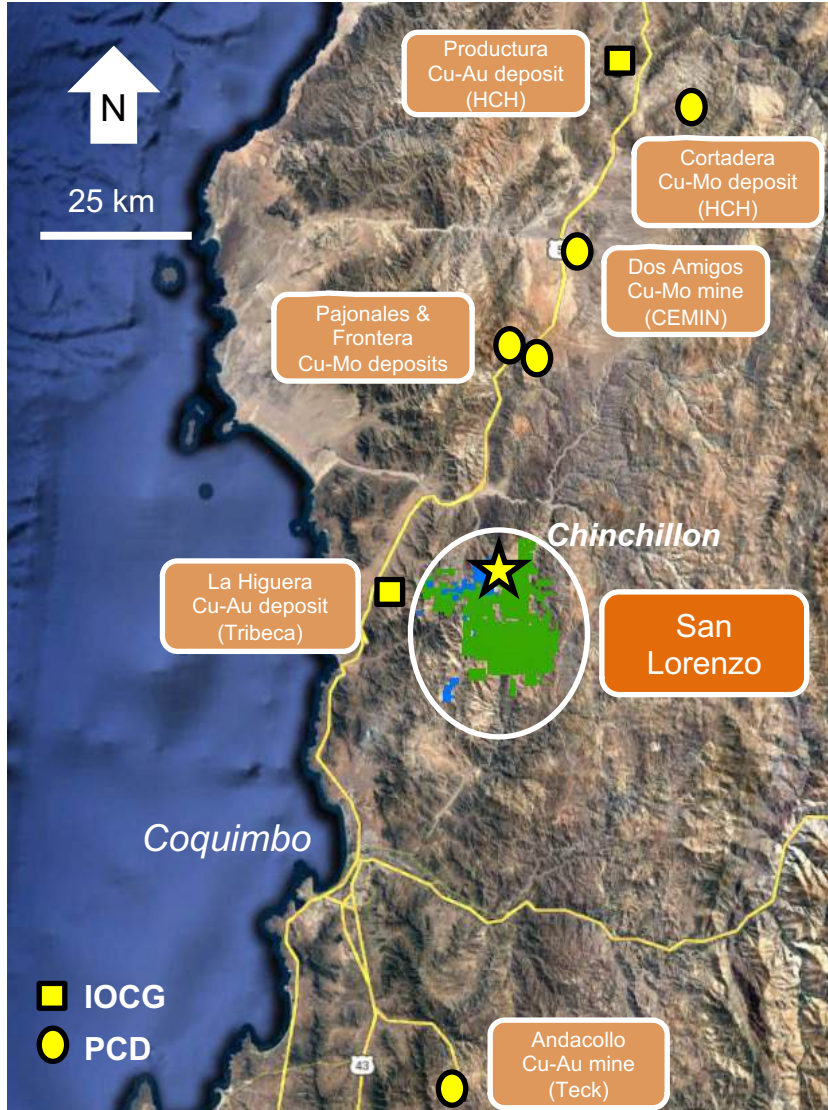 Productura
Cu-Au deposit
(HCH)
N
25 km
Cortadera
Cu-Mo deposit
(HCH)
5
Dos Amigos
Cu-Mo mine
(CEMIN)
Pajonales &
Frontera
Cu-Mo deposits
Chinchillon
La Higuera
Cu-Au deposit
(Tribeca)
San
Lorenzo
Coquimbo
IOCG
PCD
Andacollo
Cu-Au mine
(Teck)
43